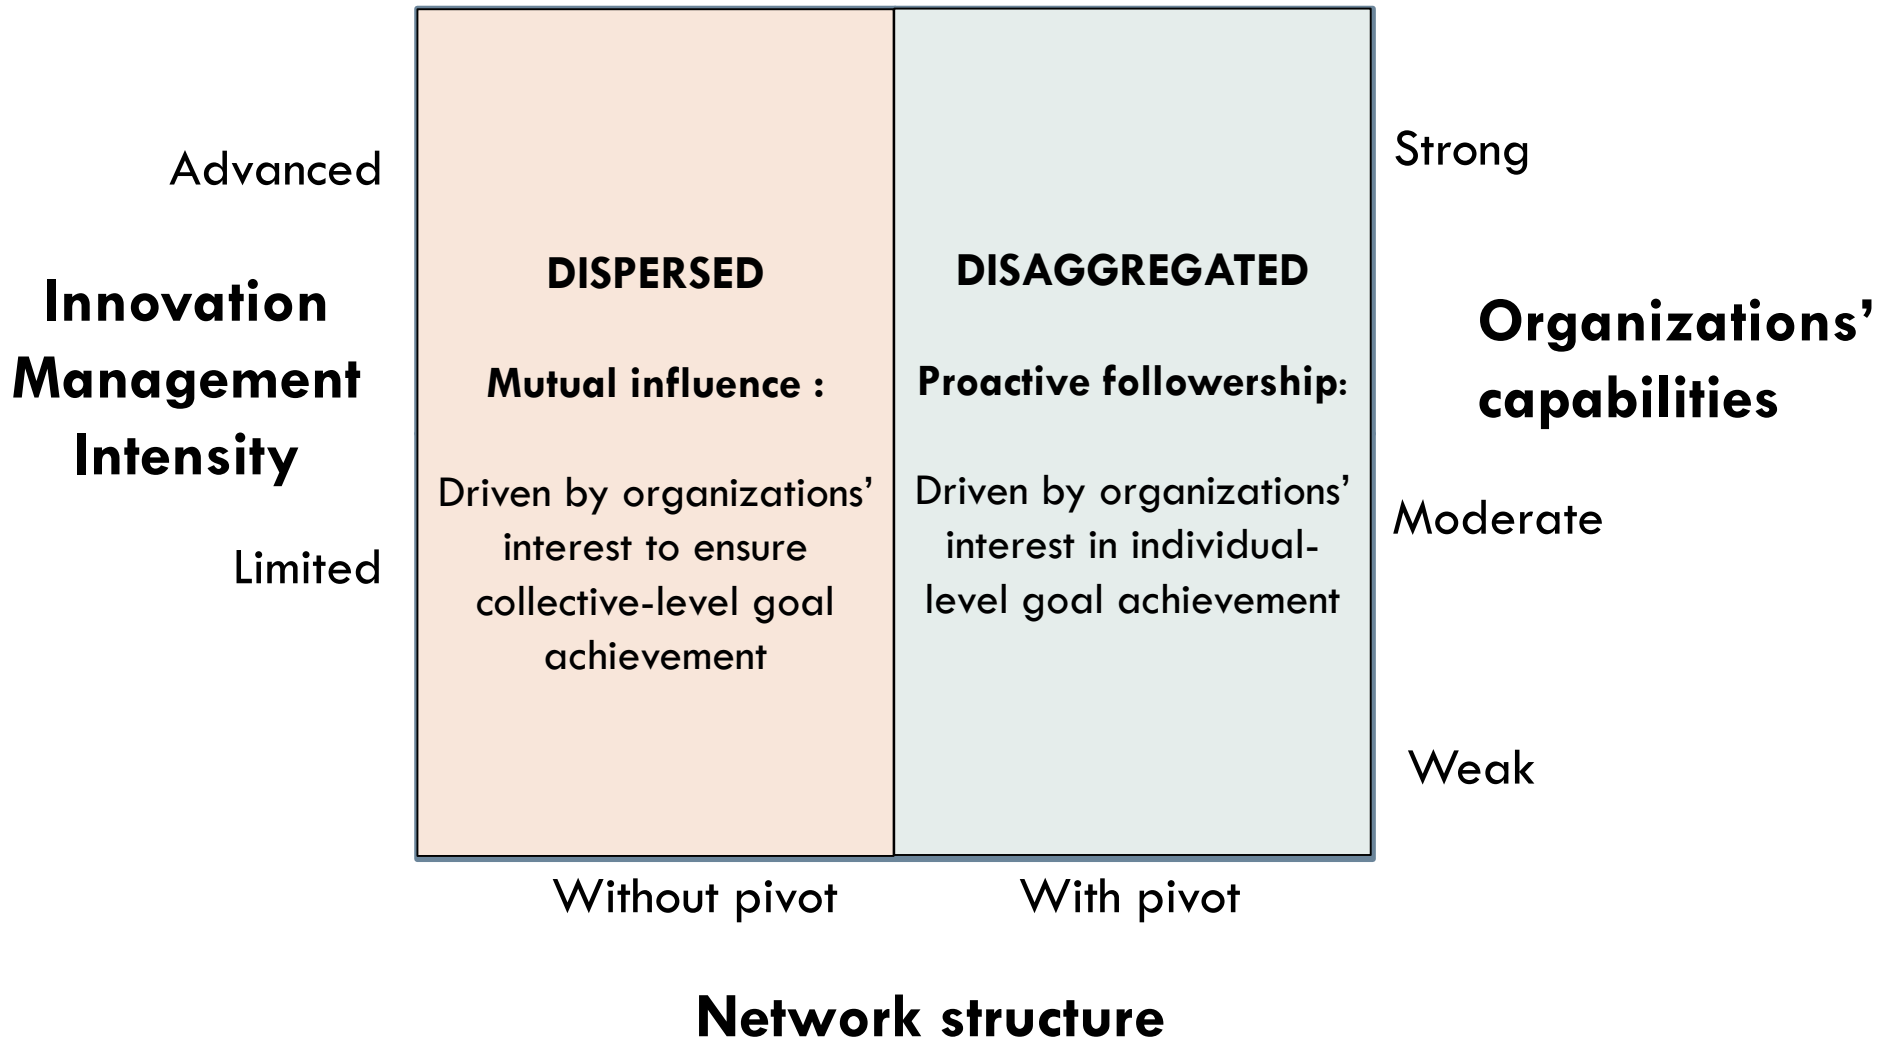 Advanced
Innovation
Management
Intensity
Limited
DISPERSED
Mutual influence :
Driven by organizations’
interest to ensure
collective-level goal
achievement
DISAGGREGATED
Proactive followership:
Driven by organizations’
interest in individual-
level goal achievement
Strong
Organizations’
capabilities
Moderate
Weak
Without pivot
With pivot
Network structure